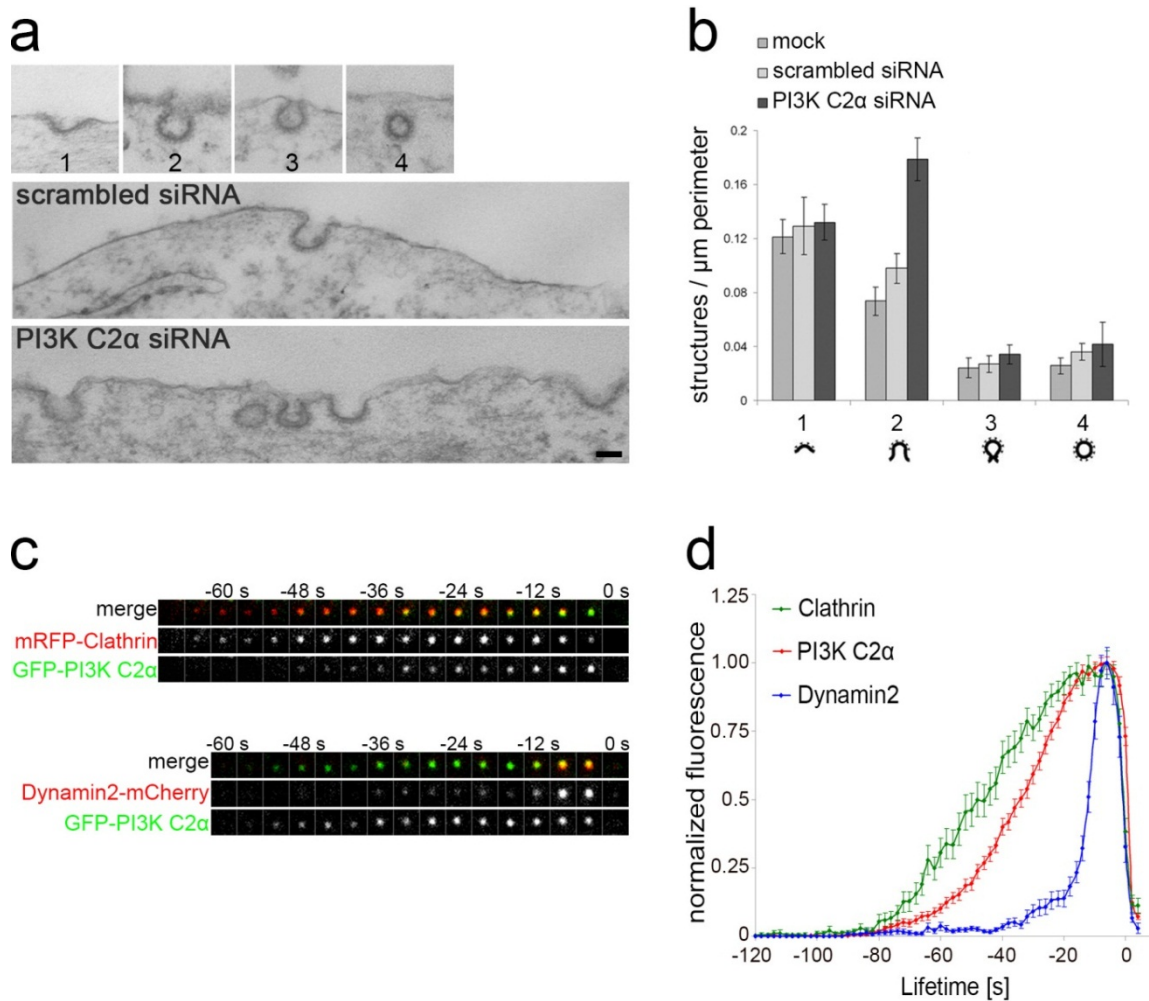 a
1 2 3 4
scrambled siRNA
PI3K C2α siRNA
b
mock
scrambled siRNA
PI3K C2α siRNA
structures / µm perimeter
0.2
0.16
0.12
0.08
0.04
0
1 2 3 4
c
-60 s -48 s -36 s -24 s -12 s 0 s
merge
mRFP-Clathrin
GFP-PI3K C2α
-60 s -48 s -36 s -24 s -12 s 0 s
merge
Dynamin2-mCherry
GFP-PI3K C2α
d
Clathrin
PI3K C2α
Dynamin2
normalized fluorescence
1.25
1.00
0.75
0.5
0.25
0
-120 -100 -80 -60 -40 -20 0
Lifetime [s]